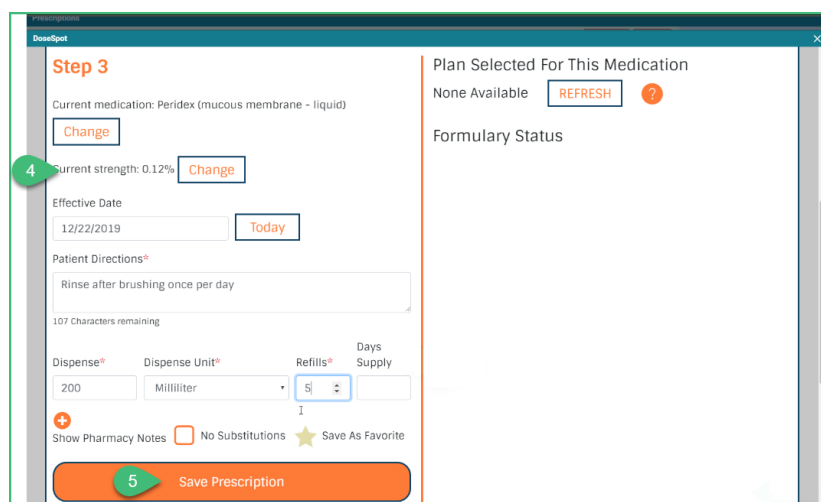 Prescriptions
DoseSpot
Step 3
Current medication: Peridex (mucous membrane - liquid)
Change
4
Current strength: 0.12% Change
Effective Date
12/22/2019 Today
Patient Directions*
Rinse after brushing once per day
107 Characters remaining
Dispense* Dispense Unit* Refills* Days Supply
200 Milliliter 5
Show Pharmacy Notes No Substitutions Save As Favorite
5 Save Prescription
Plan Selected For This Medication
None Available REFRESH ?
Formulary Status